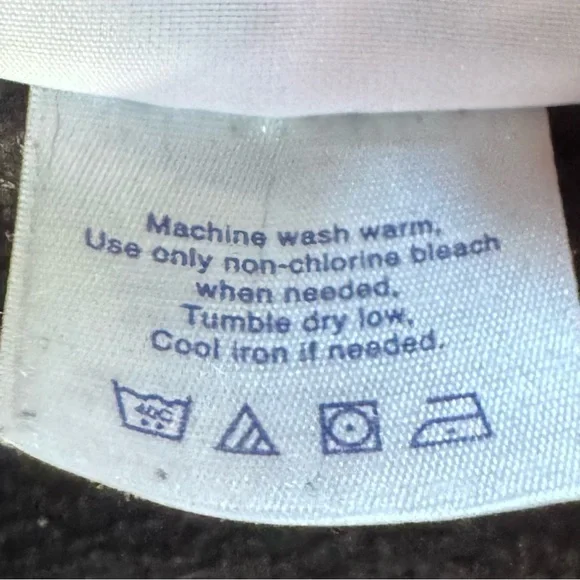 Machine wash warm.
Use only non-chlorine bleach
when needed.
Tumble dry low.
Cool iron if needed.
40C